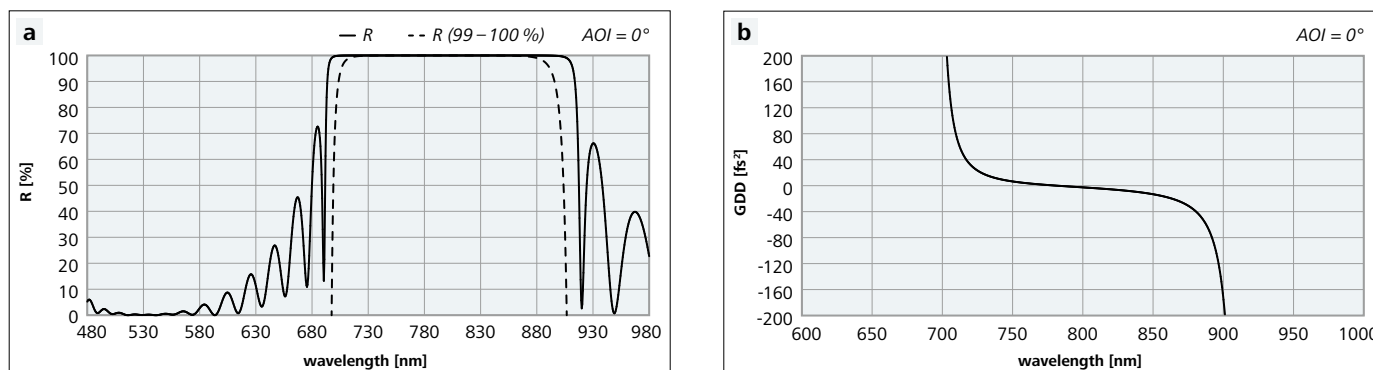 a
R R (99 – 100 %) AOI = 0°
100
90
80
70
60
50
40
30
20
10
0
R [%]
480 530 580 630 680 730 780 830 880 930 980
wavelength [nm]
b
AOI = 0°
200
160
120
80
40
0
-40
-80
-120
-160
-200
GDD [fs²]
600 650 700 750 800 850 900 950 1000
wavelength [nm]